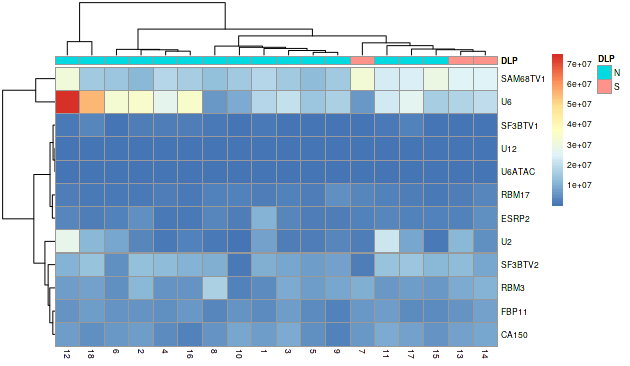 DLP
SAM68TV1
U6
SF3BTV1
U12
U6ATAC
RBM17
ESRP2
U2
SF3BTV2
RBM3
FBP11
CA150
12 18 6 2 4 16 8 10 1 3 5 9 7 11 17 15 13 14
7e+07
6e+07
5e+07
4e+07
3e+07
2e+07
1e+07
DLP
N
S